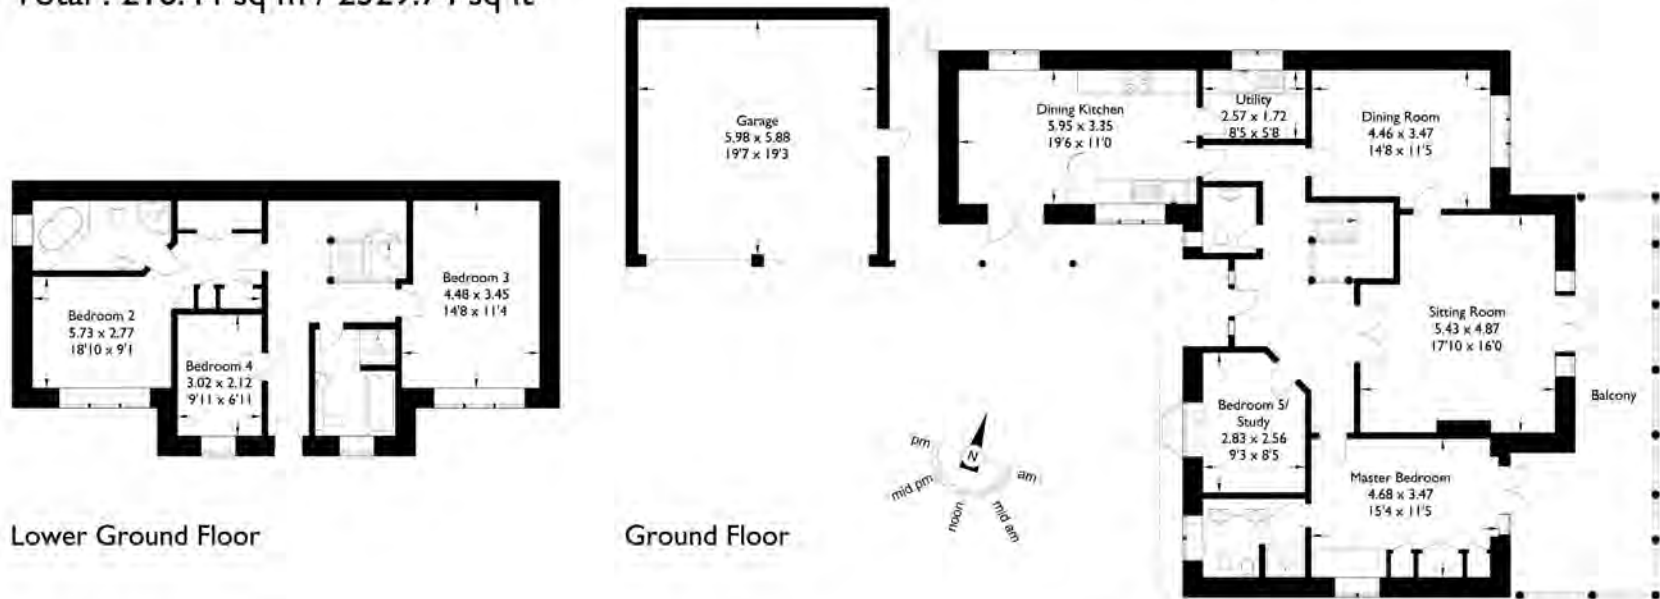 Garage
5.98 x 5.88
19'7 x 19'3
Dining Kitchen
5.95 x 3.35
19'6 x 11'0
Utility
2.57 x 1.72
8'5 x 5'8
Dining Room
4.46 x 3.47
14'8 x 11'5
Bedroom 2
5.73 x 2.77
18'10 x 9'1
Bedroom 4
3.02 x 2.12
9'11 x 6'11
Bedroom 3
4.48 x 3.45
14'8 x 11'4
Sitting Room
5.43 x 4.87
17'10 x 16'0
Balcony
Bedroom 5/
Study
2.83 x 2.56
9'3 x 8'5
Master Bedroom
4.68 x 3.47
15'4 x 11'5
pm
N
am
mid pm
noon
mid am
Lower Ground Floor
Ground Floor